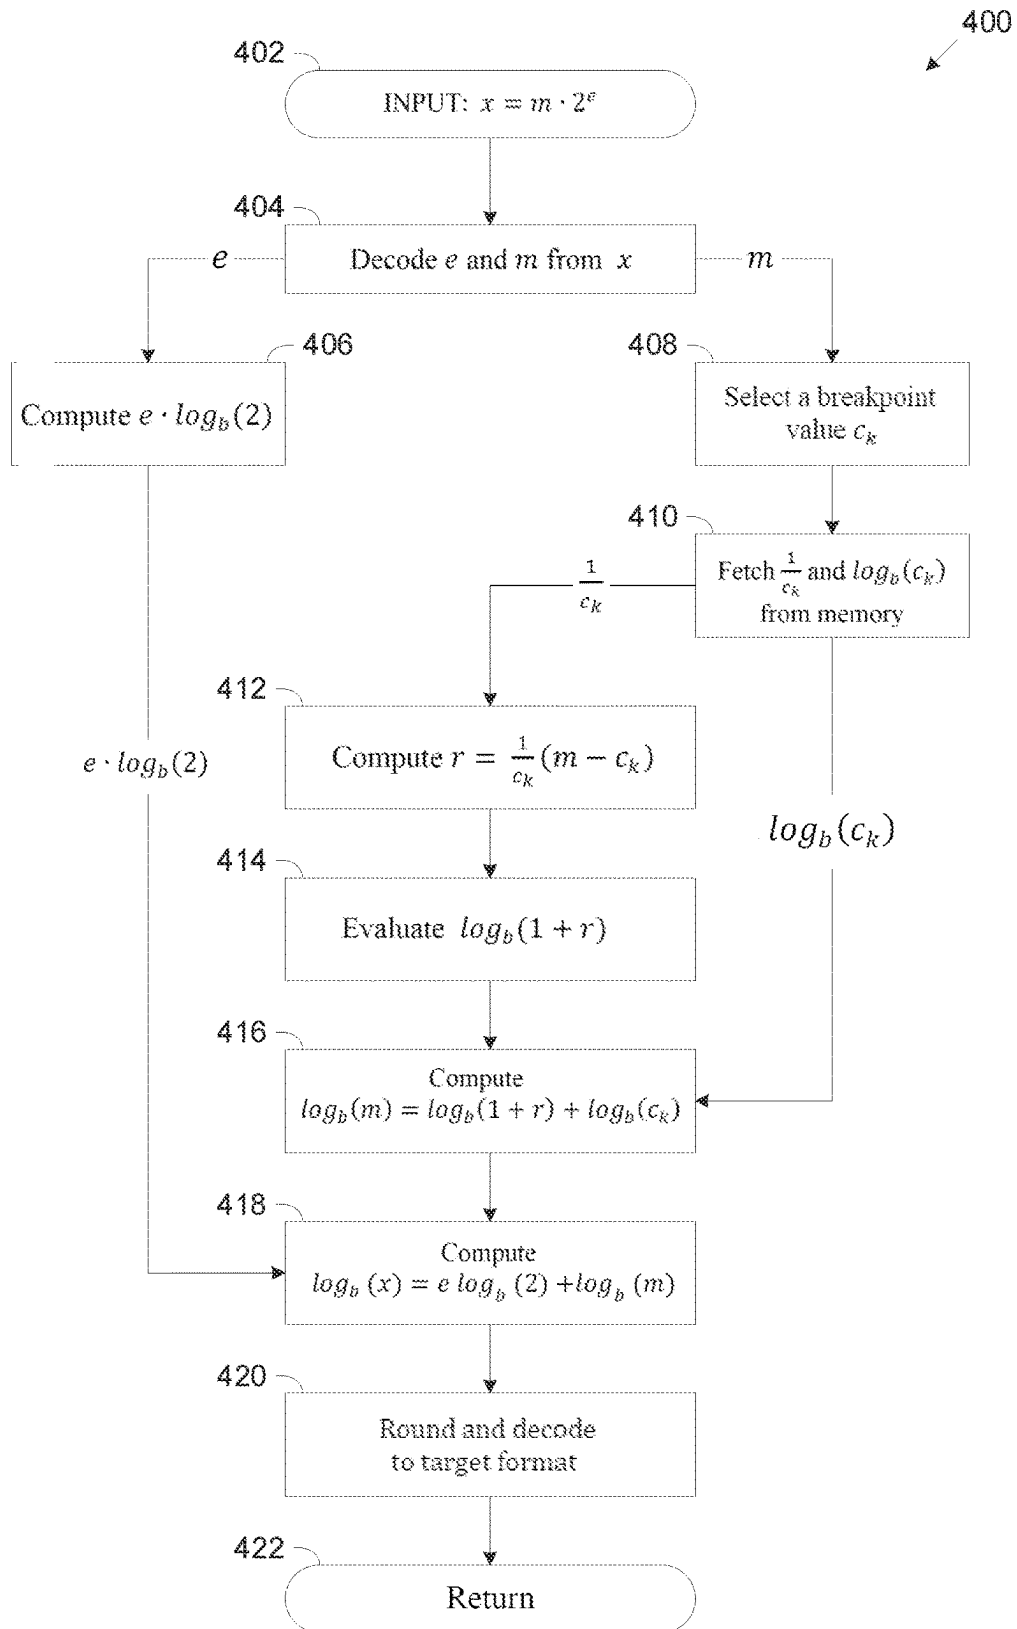 400
402
INPUT: x = m · 2^e
404
Decode e and m from x
e
m
406
Compute e · log_b(2)
408
Select a breakpoint
value c_k
410
Fetch 1/c_k and log_b(c_k)
from memory
1/c_k
412
Compute r = 1/c_k (m − c_k)
e · log_b(2)
log_b(c_k)
414
Evaluate log_b(1 + r)
416
Compute
log_b(m) = log_b(1 + r) + log_b(c_k)
418
Compute
log_b (x) = e log_b (2) +log_b (m)
420
Round and decode
to target format
422
Return